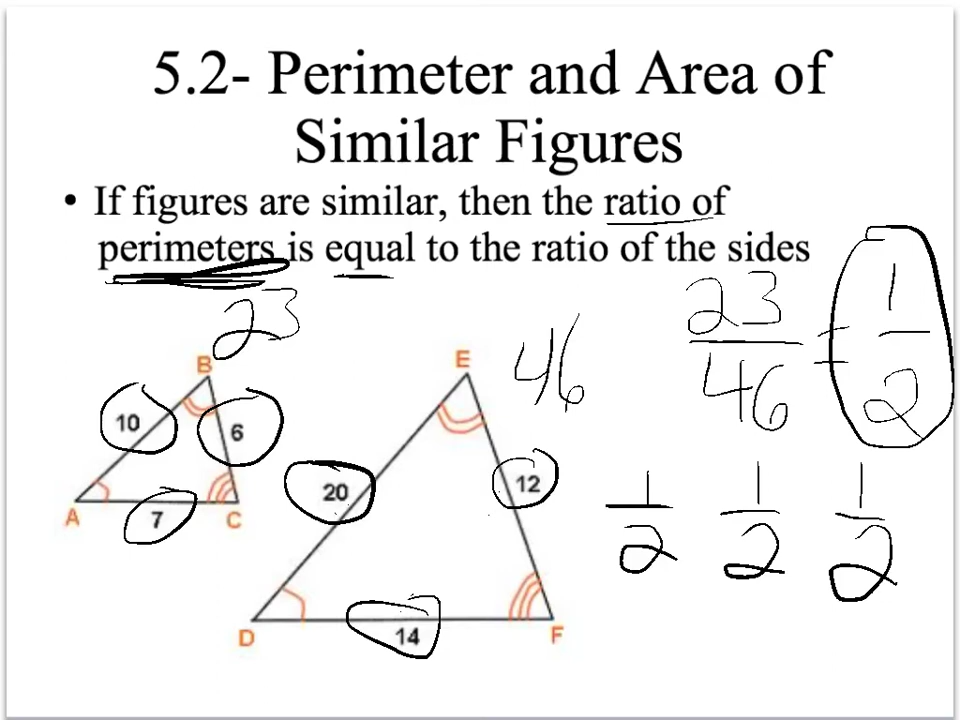 5.2- Perimeter and Area of
Similar Figures
• If figures are similar, then the ratio of
perimeters is equal to the ratio of the sides
23
46
23/46 = 1/2
B
E
10
6
20
12
1/2 1/2 1/2
A
7
C
D
14
F